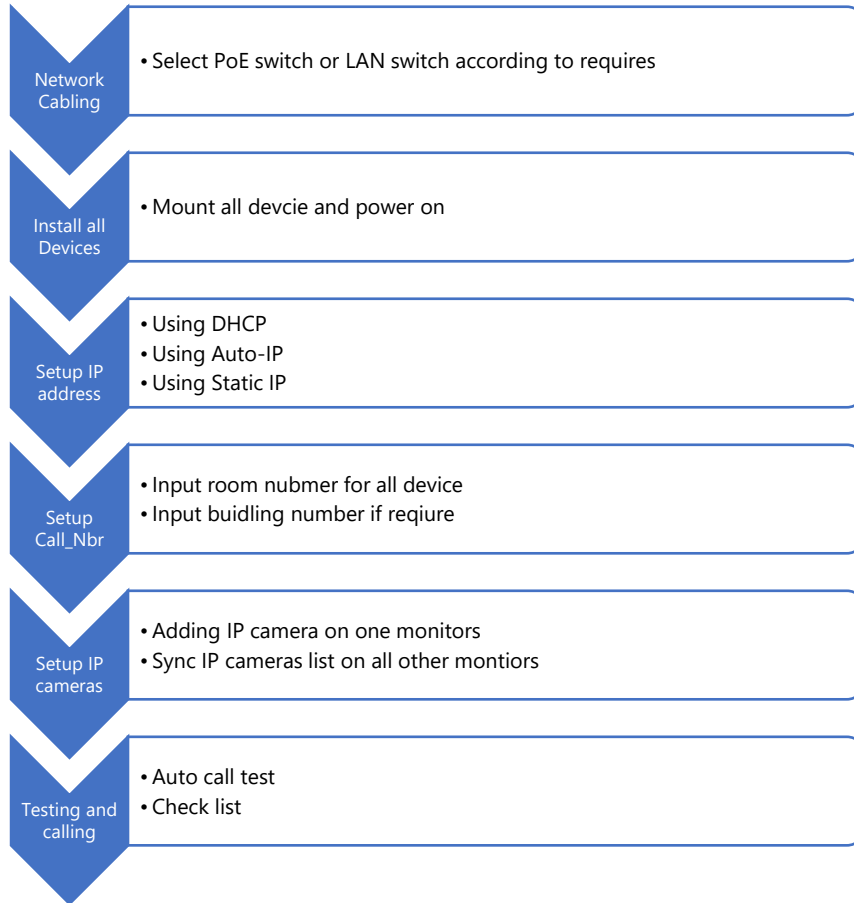 Network
Cabling
• Select PoE switch or LAN switch according to requires
Install all
Devices
• Mount all devcie and power on
Setup IP
address
• Using DHCP
• Using Auto-IP
• Using Static IP
Setup
Call_Nbr
• Input room nubmer for all device
• Input buidling number if reqiure
Setup IP
cameras
• Adding IP camera on one monitors
• Sync IP cameras list on all other montiors
Testing and
calling
• Auto call test
• Check list